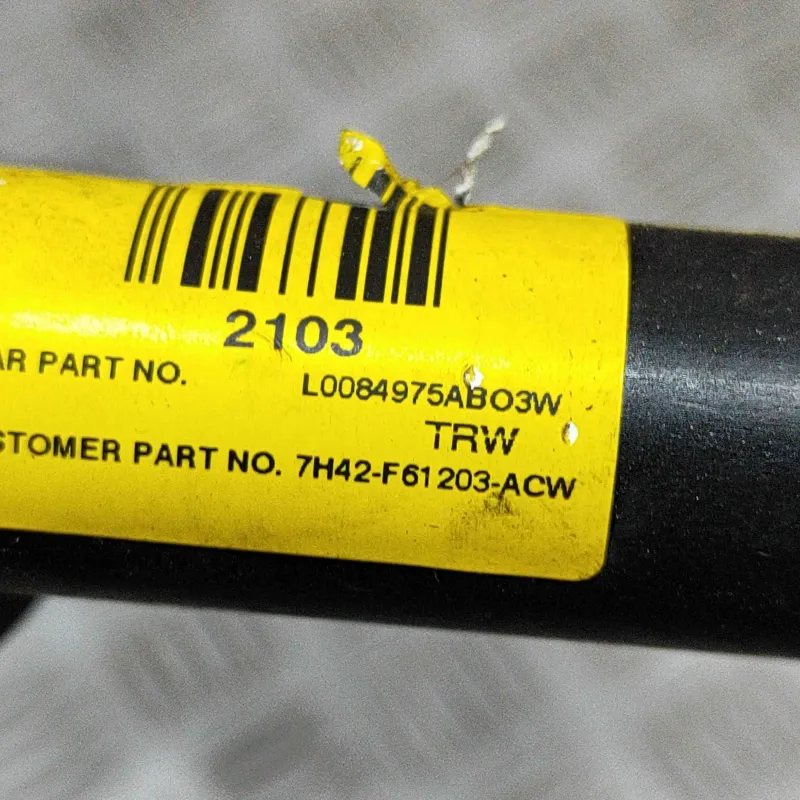 2103
AR PART NO.
L0084975ABO3W
TRW
STOMER PART NO. 7H42-F61203-ACW